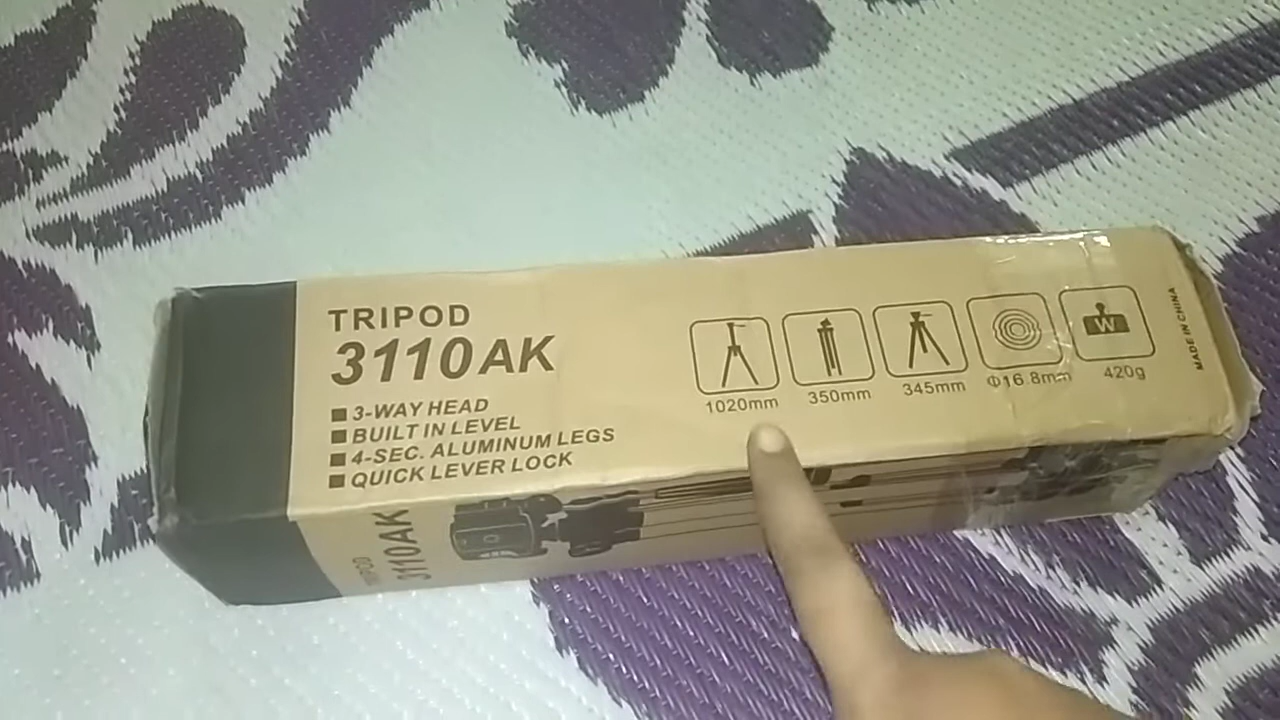 TRIPOD
3110AK
3-WAY HEAD
BUILT IN LEVEL
4-SEC. ALUMINUM LEGS
QUICK LEVER LOCK
1020mm
350mm
345mm
Φ16.8mm
W
420g
MADE IN CHINA
TRIPOD
3110AK